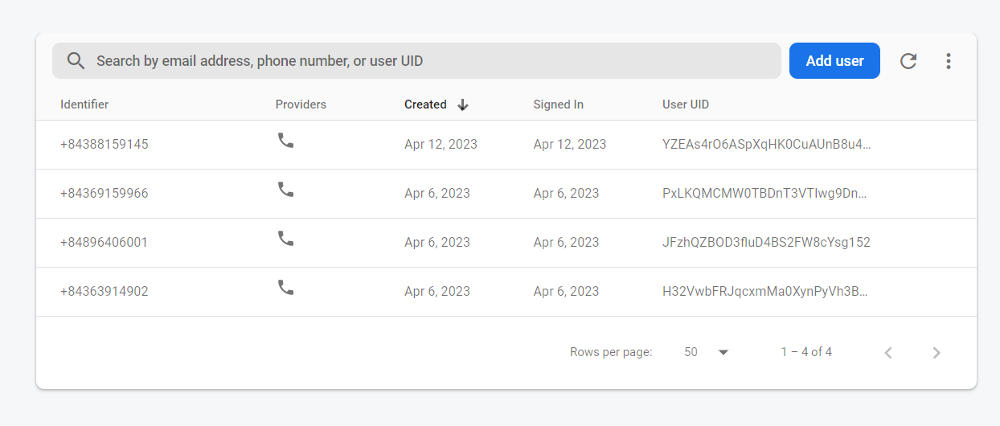 Search by email address, phone number, or user UID Add user
Identifier Providers Created Signed In User UID
+84388159145 Apr 12, 2023 Apr 12, 2023 YZEAs4rO6ASpXqHK0CuAUnB8u4...
+84369159966 Apr 6, 2023 Apr 6, 2023 PxLKQMCMW0TBDnT3VTIwg9Dn...
+84896406001 Apr 6, 2023 Apr 6, 2023 JFzhQZBOD3fluD4BS2FW8cYsg152
+84363914902 Apr 6, 2023 Apr 6, 2023 H32VwbFRJqcxmMa0XynPyVh3B...
Rows per page: 50 1 – 4 of 4